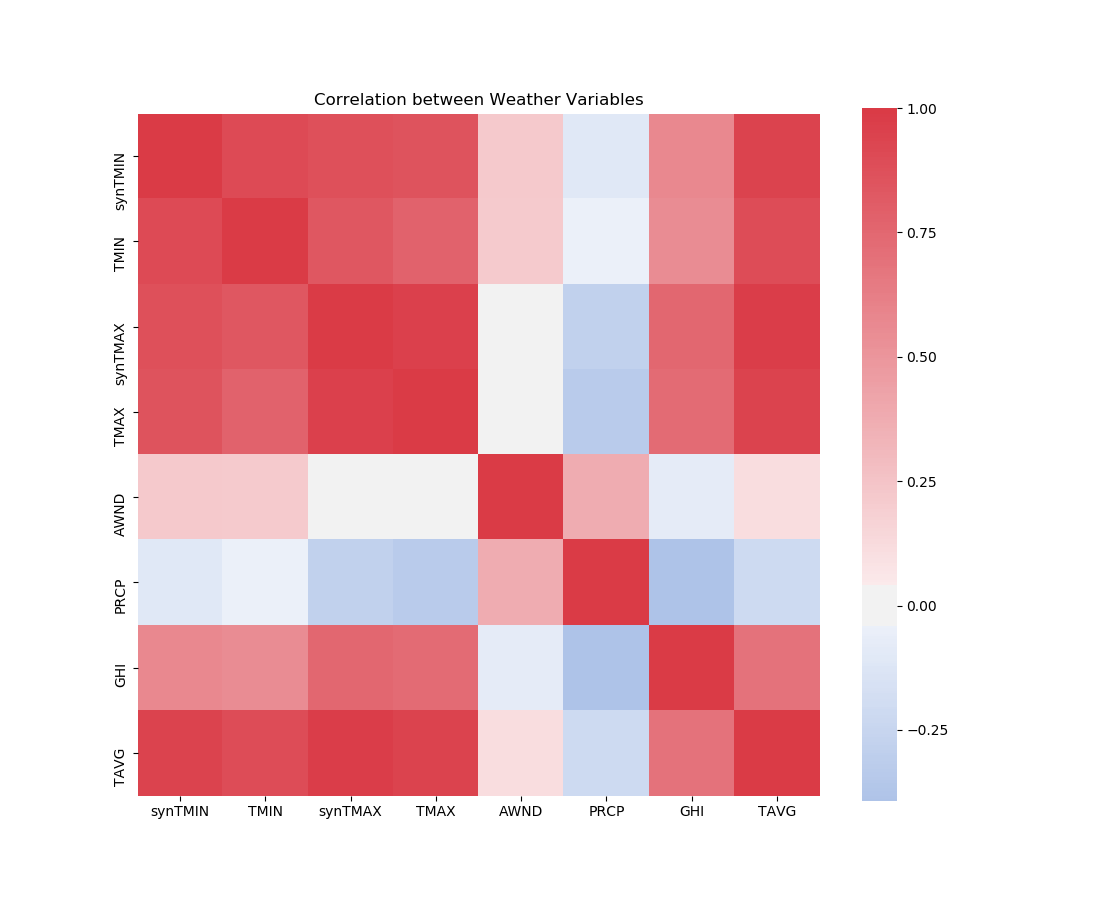 Correlation between Weather Variables
synTMIN
TMIN
synTMAX
TMAX
AWND
PRCP
GHI
TAVG
synTMIN TMIN synTMAX TMAX AWND PRCP GHI TAVG
1.00
0.75
0.50
0.25
0.00
−0.25